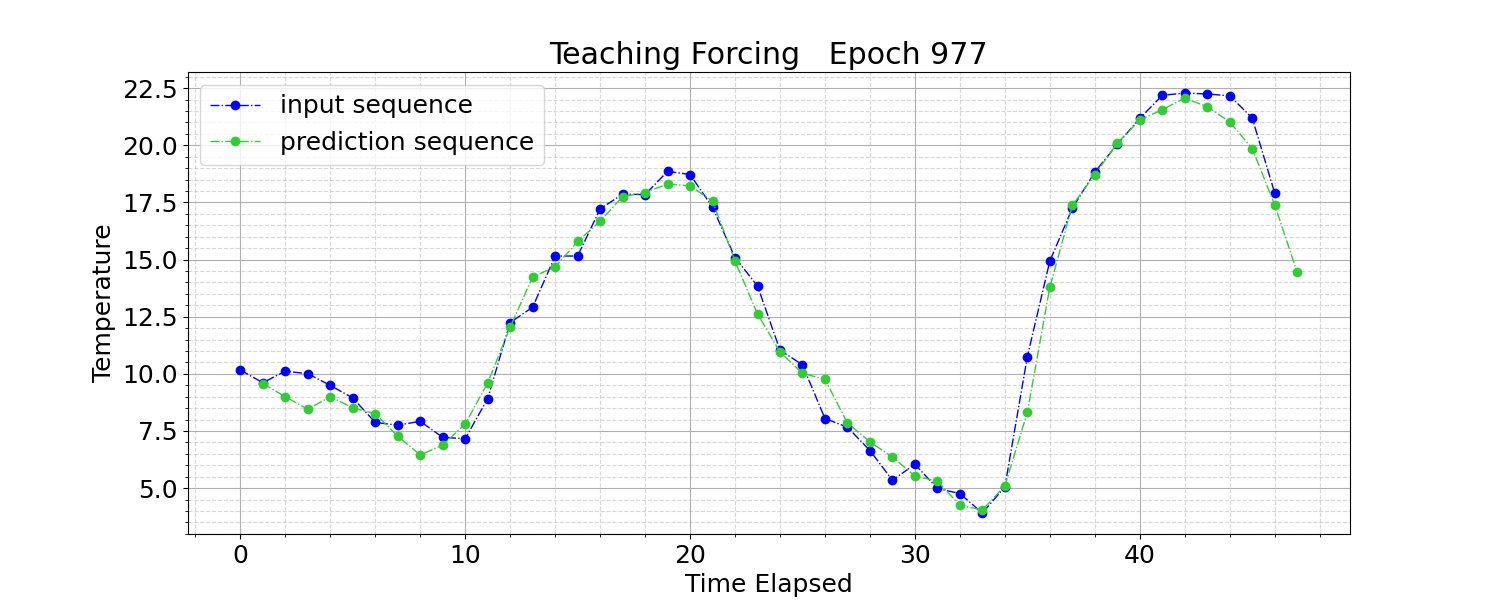 Teaching Forcing   Epoch 977
input sequence
prediction sequence
Temperature
22.5
20.0
17.5
15.0
12.5
10.0
7.5
5.0
0 10 20 30 40
Time Elapsed